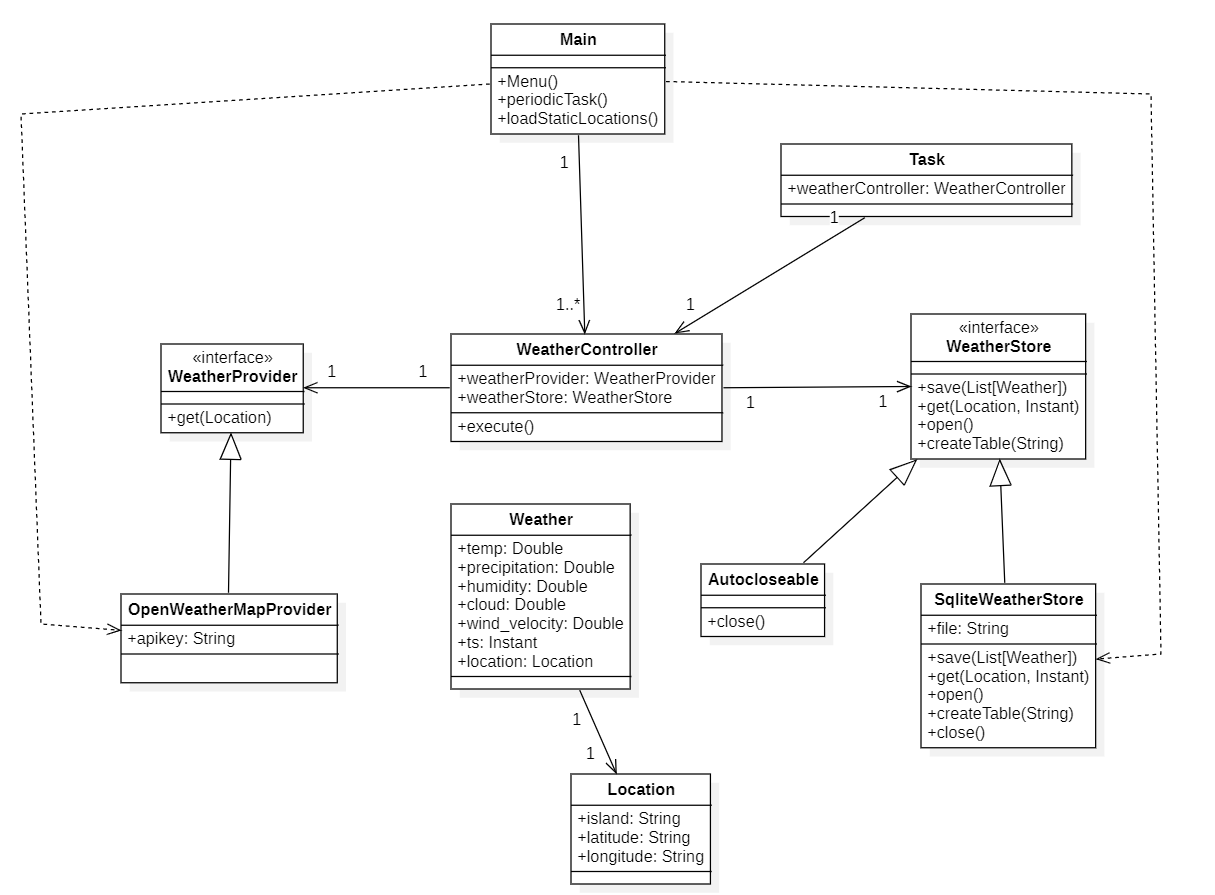 Main
+Menu()
+periodicTask()
+loadStaticLocations()
1
1..*
Task
+weatherController: WeatherController
1
1
«interface»
WeatherProvider
+get(Location)
1
1
WeatherController
+weatherProvider: WeatherProvider
+weatherStore: WeatherStore
+execute()
1
1
«interface»
WeatherStore
+save(List[Weather])
+get(Location, Instant)
+open()
+createTable(String)
OpenWeatherMapProvider
+apikey: String
Weather
+temp: Double
+precipitation: Double
+humidity: Double
+cloud: Double
+wind_velocity: Double
+ts: Instant
+location: Location
1
1
Autocloseable
+close()
SqliteWeatherStore
+file: String
+save(List[Weather])
+get(Location, Instant)
+open()
+createTable(String)
+close()
Location
+island: String
+latitude: String
+longitude: String